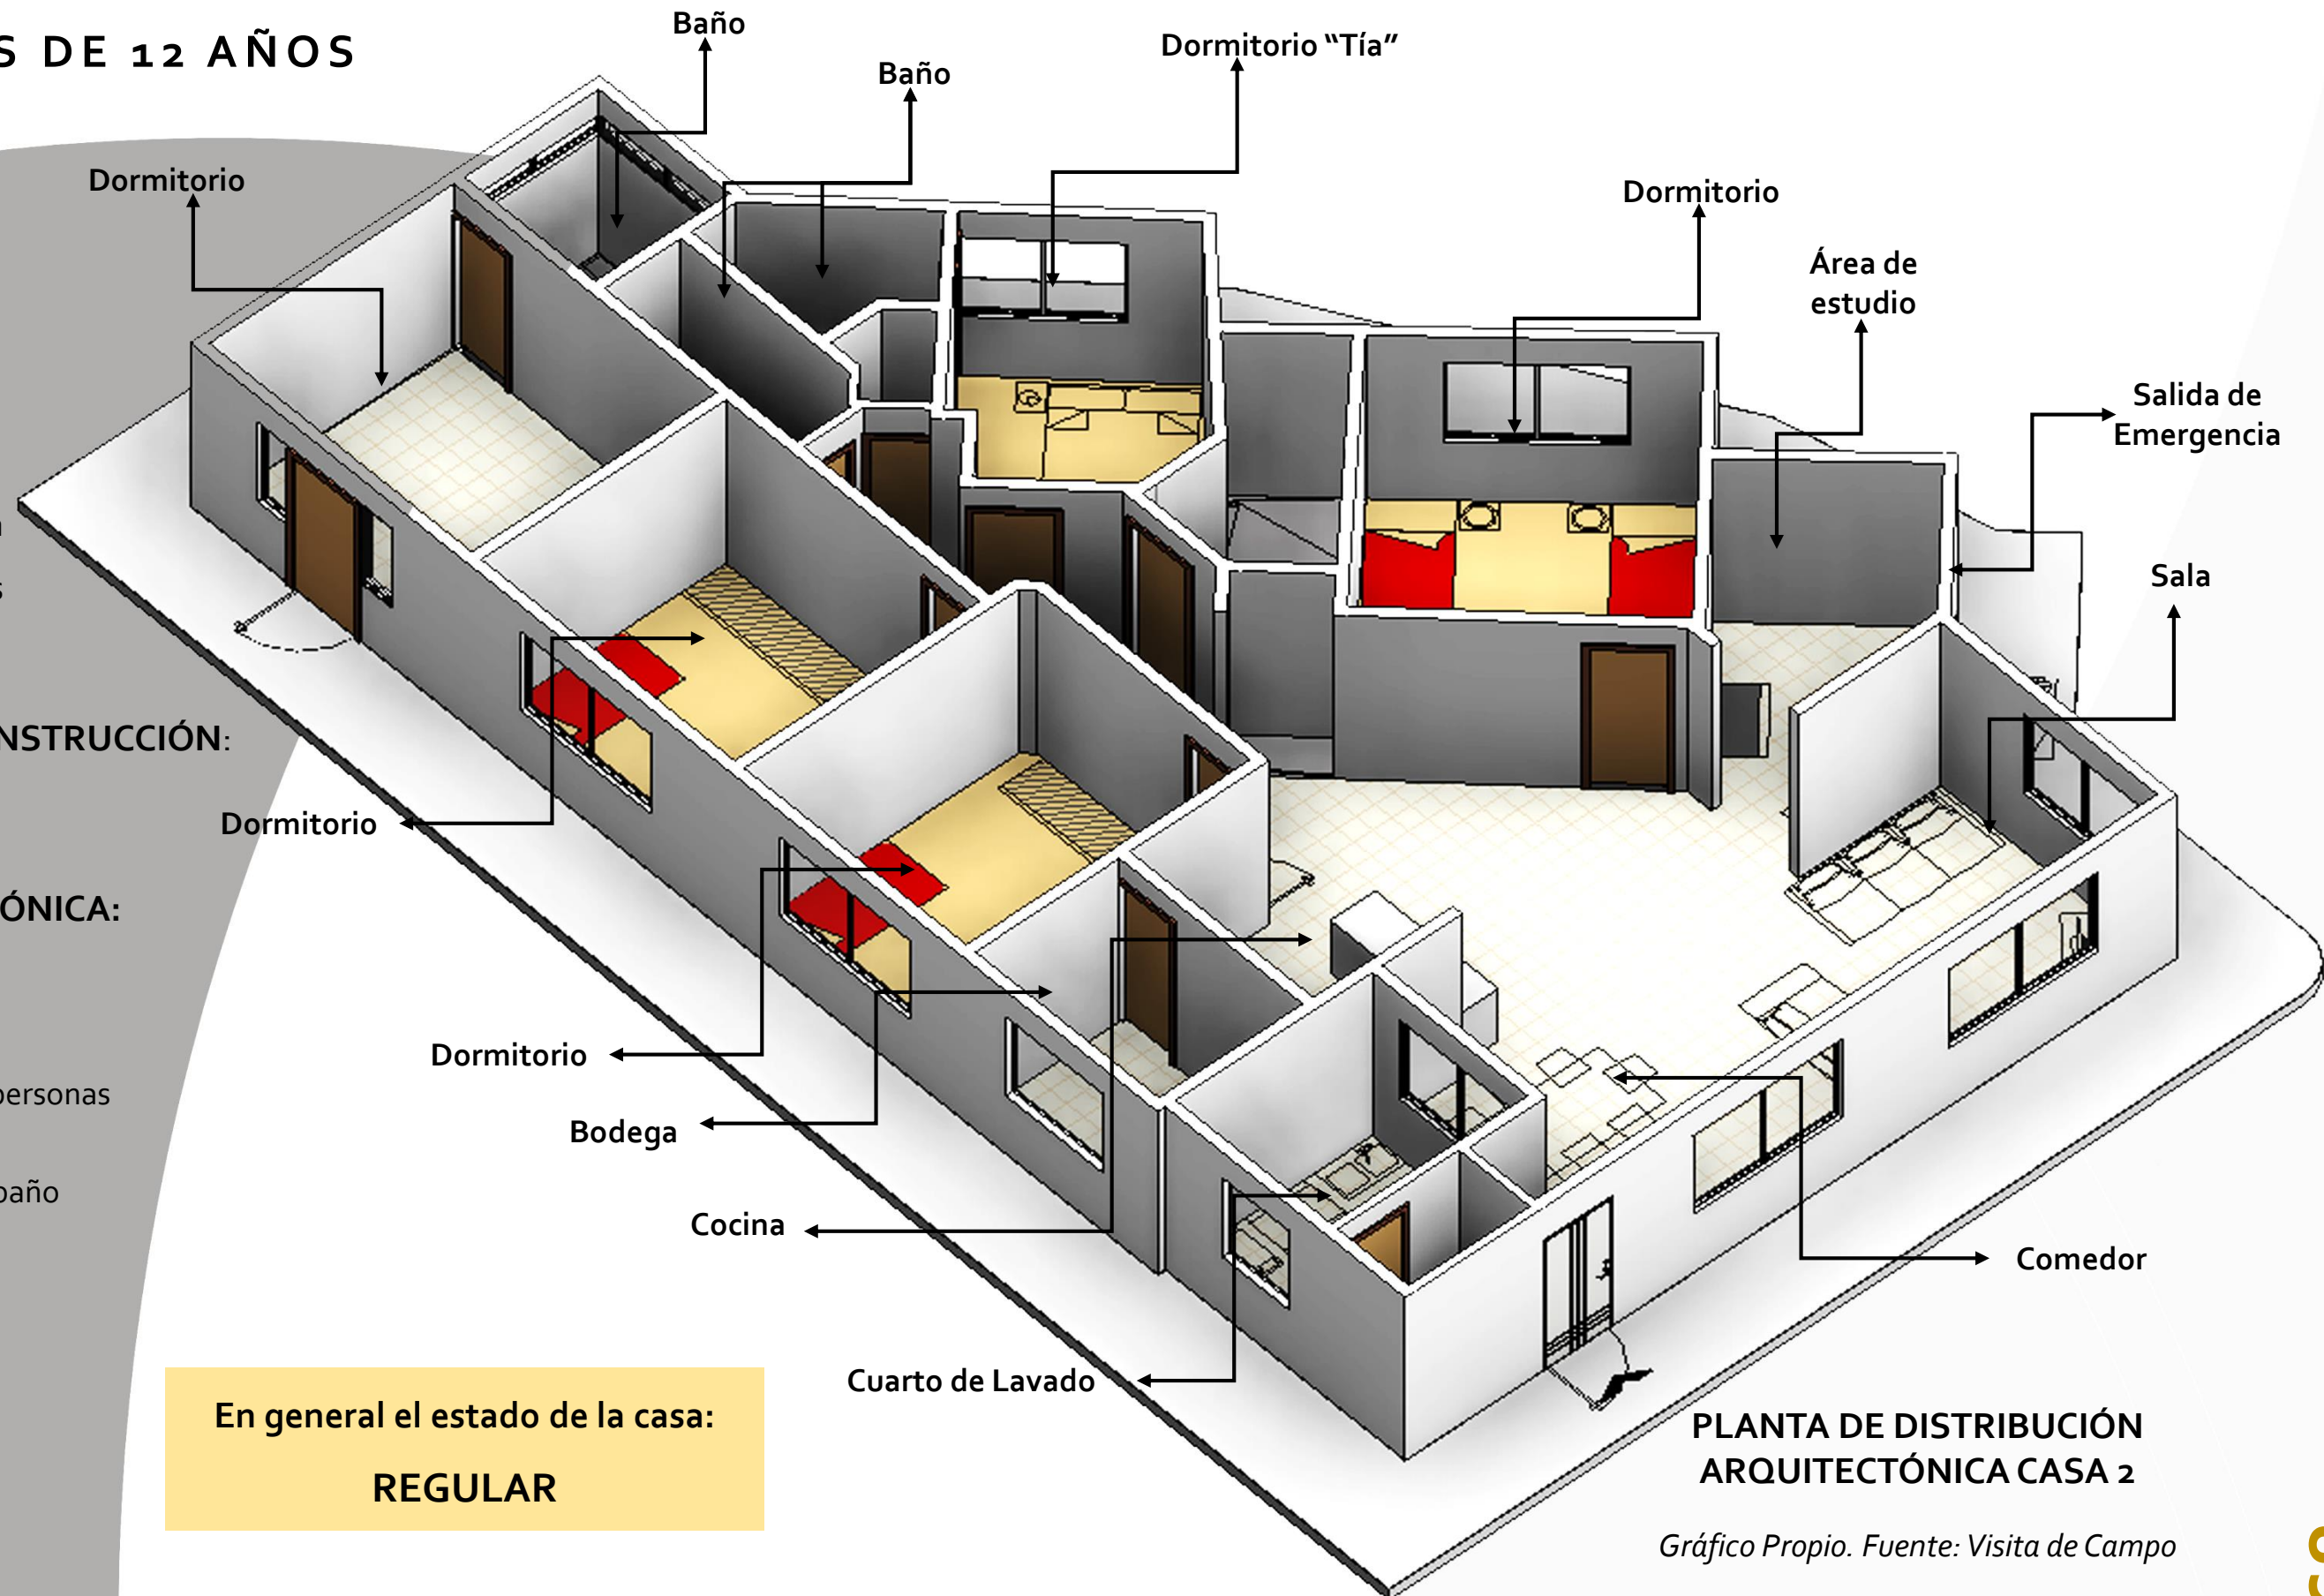 S DE 12 AÑOS
Baño
Baño
Dormitorio “Tía”
Dormitorio
Dormitorio
Área de
estudio
Salida de
Emergencia
Sala
NSTRUCCIÓN:
Dormitorio
ÓNICA:
Dormitorio
personas
Bodega
baño
Cocina
Comedor
Cuarto de Lavado
En general el estado de la casa:
REGULAR
PLANTA DE DISTRIBUCIÓN
ARQUITECTÓNICA CASA 2
Gráfico Propio. Fuente: Visita de Campo